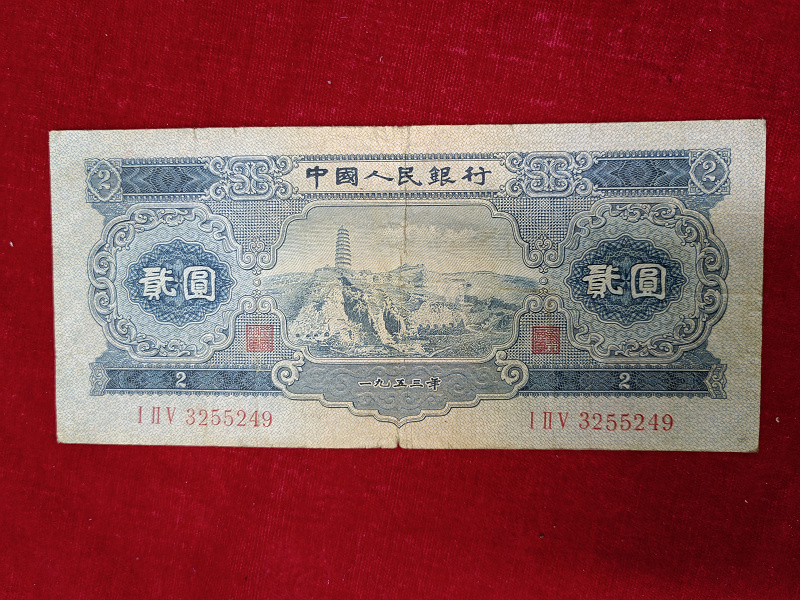 中國人民銀行
2 2
貳圓 貳圓
一九五三年
2 2
I II V 3255249 I II V 3255249